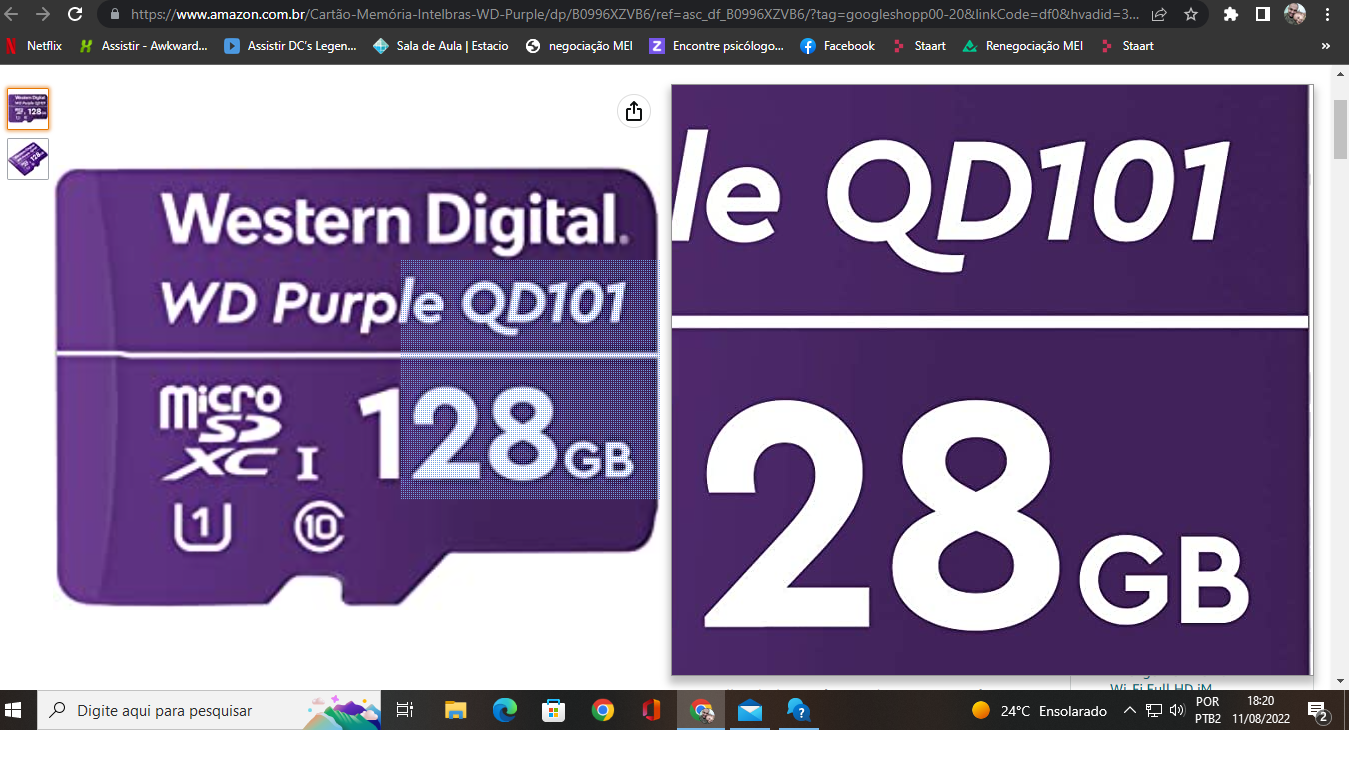 https://www.amazon.com.br/Cartão-Memória-Intelbras-WD-Purple/dp/B0996XZVB6/ref=asc_df_B0996XZVB6/?tag=googleshopp00-20&linkCode=df0&hvadid=3...
Netflix
Assistir - Awkward...
Assistir DC's Legen...
Sala de Aula | Estacio
negociação MEI
Encontre psicólogo...
Facebook
Staart
Renegociação MEI
Staart
»
Western Digital.
WD Purple QD101
micro
SD
XC I
128GB
U1
10
le QD101
28GB
Wi-Fi Full HD iM
Digite aqui para pesquisar
24°C Ensolarado
POR
PTB2
18:20
11/08/2022
2